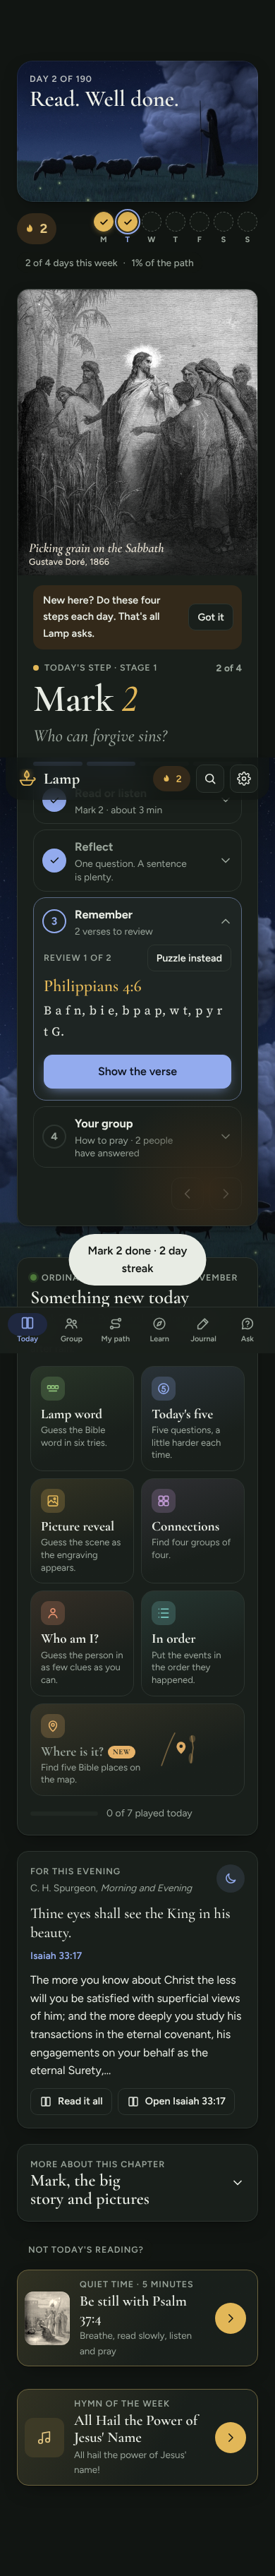 DAY 2 OF 190
Read. Well done.
2
M T W T F S S
2 of 4 days this week · 1% of the path
Picking grain on the Sabbath
Gustave Doré, 1866
New here? Do these four
steps each day. That's all
Lamp asks.
Got it
TODAY'S STEP · STAGE 1
2 of 4
Mark 2
Who can forgive sins?
Lamp
2
Read or listen
Mark 2 · about 3 min
Reflect
One question. A sentence
is plenty.
3
Remember
2 verses to review
REVIEW 1 OF 2
Puzzle instead
Philippians 4:6
B a f n, b i e, b p a p, w t, p y r
t G.
Show the verse
4
Your group
How to pray · 2 people
have answered
Mark 2 done · 2 day
streak
Something new today
Today
Group
My path
Learn
Journal
Ask
Lamp word
Guess the Bible
word in six tries.
5
Today's five
Five questions, a
little harder each
time.
Picture reveal
Guess the scene as
the engraving
appears.
Connections
Find four groups of
four.
Who am I?
Guess the person in
as few clues as you
can.
In order
Put the events in
the order they
happened.
Where is it? NEW
Find five Bible places on
the map.
0 of 7 played today
FOR THIS EVENING
C. H. Spurgeon, Morning and Evening
Thine eyes shall see the King in his
beauty.
Isaiah 33:17
The more you know about Christ the less
will you be satisfied with superficial views
of him; and the more deeply you study his
transactions in the eternal covenant, his
engagements on your behalf as the
eternal Surety,...
Read it all
Open Isaiah 33:17
MORE ABOUT THIS CHAPTER
Mark, the big
story and pictures
NOT TODAY'S READING?
QUIET TIME · 5 MINUTES
Be still with Psalm
37:4
Breathe, read slowly, listen
and pray
HYMN OF THE WEEK
All Hail the Power of
Jesus' Name
All hail the power of Jesus'
name!